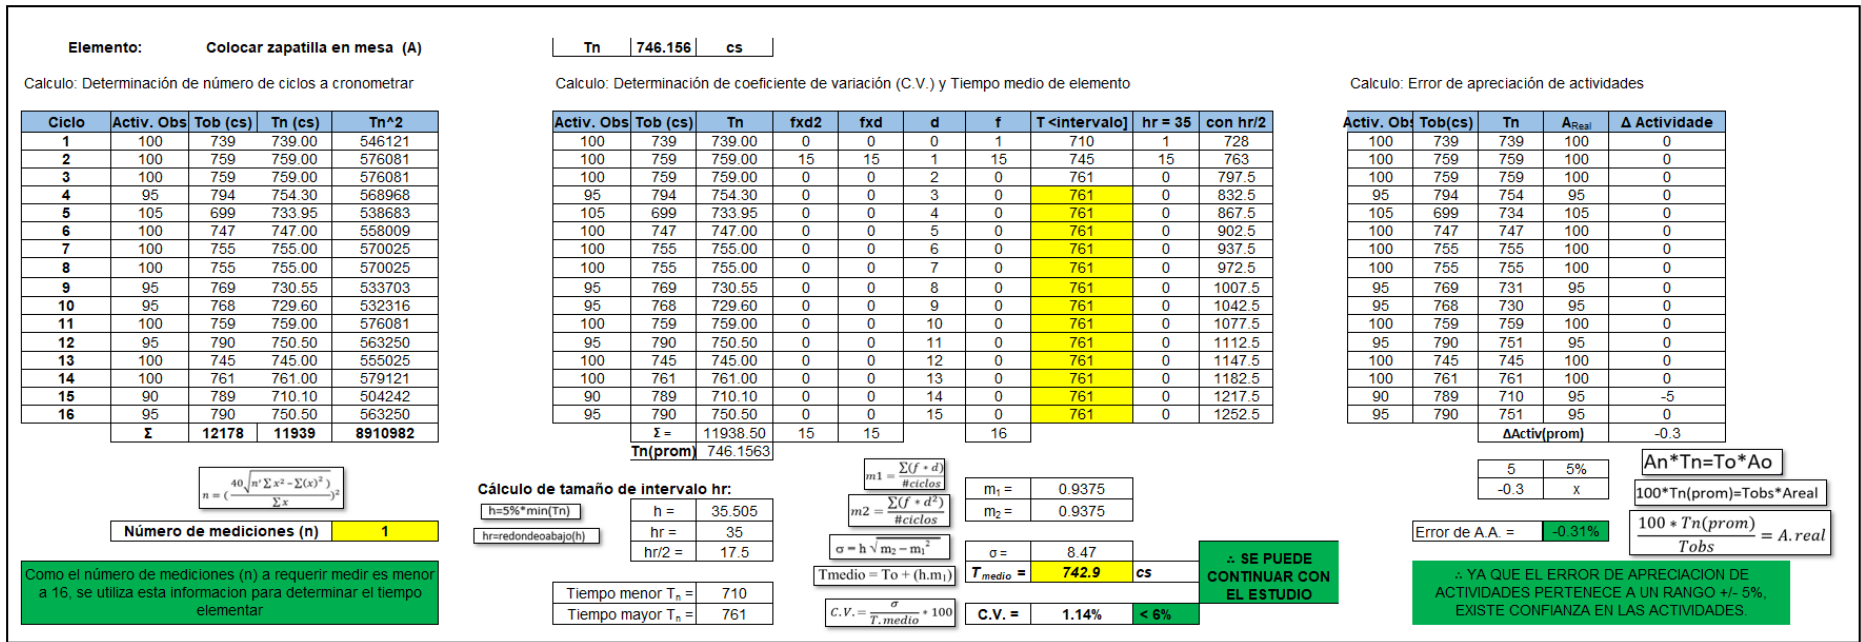 Elemento: Colocar zapatilla en mesa (A)
Tn 746.156 cs
Calculo: Determinación de número de ciclos a cronometrar
Ciclo Activ. Obs Tob (cs) Tn (cs) Tn^2
1 100 739 739.00 546121
2 100 759 759.00 576081
3 100 759 759.00 576081
4 95 794 754.30 568968
5 105 699 733.95 538683
6 100 747 747.00 558009
7 100 755 755.00 570025
8 100 755 755.00 570025
9 95 769 730.55 533703
10 95 768 729.60 532316
11 100 759 759.00 576081
12 95 790 750.50 563250
13 100 745 745.00 555025
14 100 761 761.00 579121
15 90 789 710.10 504242
16 95 790 750.50 563250
Σ 12178 11939 8910982
n = ( 40√n'Σx²−Σ(x)² ) / Σx )²
Número de mediciones (n) 1
Como el número de mediciones (n) a requerir medir es menor
a 16, se utiliza esta informacion para determinar el tiempo
elementar
Calculo: Determinación de coeficiente de variación (C.V.) y Tiempo medio de elemento
Activ. Obs Tob (cs) Tn fxd2 fxd d f T <intervalo] hr = 35 con hr/2
100 739 739.00 0 0 0 1 710 1 728
100 759 759.00 15 15 1 15 745 15 763
100 759 759.00 0 0 2 0 761 0 797.5
95 794 754.30 0 0 3 0 761 0 832.5
105 699 733.95 0 0 4 0 761 0 867.5
100 747 747.00 0 0 5 0 761 0 902.5
100 755 755.00 0 0 6 0 761 0 937.5
100 755 755.00 0 0 7 0 761 0 972.5
95 769 730.55 0 0 8 0 761 0 1007.5
95 768 729.60 0 0 9 0 761 0 1042.5
100 759 759.00 0 0 10 0 761 0 1077.5
95 790 750.50 0 0 11 0 761 0 1112.5
100 745 745.00 0 0 12 0 761 0 1147.5
100 761 761.00 0 0 13 0 761 0 1182.5
90 789 710.10 0 0 14 0 761 0 1217.5
95 790 750.50 0 0 15 0 761 0 1252.5
Σ = 11938.50 15 15 16
Tn(prom) 746.1563
Cálculo de tamaño de intervalo hr:
h=5%*min(Tn) h = 35.505
hr=redondeoabajo(h) hr = 35
hr/2 = 17.5
Tiempo menor Tₙ = 710
Tiempo mayor Tₙ = 761
m1 = Σ(f * d) / #ciclos
m2 = Σ(f * d²) / #ciclos
σ = h √m₂ − m₁²
Tmedio = To + (h.m₁)
C.V. = σ / T.medio * 100
m₁ = 0.9375
m₂ = 0.9375
σ = 8.47
Tmedio = 742.9 cs
C.V. = 1.14% < 6%
∴ SE PUEDE
CONTINUAR CON
EL ESTUDIO
Calculo: Error de apreciación de actividades
Activ. Obs Tob(cs) Tn AReal Δ Actividade
100 739 739 100 0
100 759 759 100 0
100 759 759 100 0
95 794 754 95 0
105 699 734 105 0
100 747 747 100 0
100 755 755 100 0
100 755 755 100 0
95 769 731 95 0
95 768 730 95 0
100 759 759 100 0
95 790 751 95 0
100 745 745 100 0
100 761 761 100 0
90 789 710 95 -5
95 790 751 95 0
ΔActiv(prom) -0.3
5 5%
-0.3 x
Error de A.A. = -0.31%
An*Tn=To*Ao
100*Tn(prom)=Tobs*Areal
100 * Tn(prom) / Tobs = A.real
∴ YA QUE EL ERROR DE APRECIACION DE
ACTIVIDADES PERTENECE A UN RANGO +/- 5%,
EXISTE CONFIANZA EN LAS ACTIVIDADES.